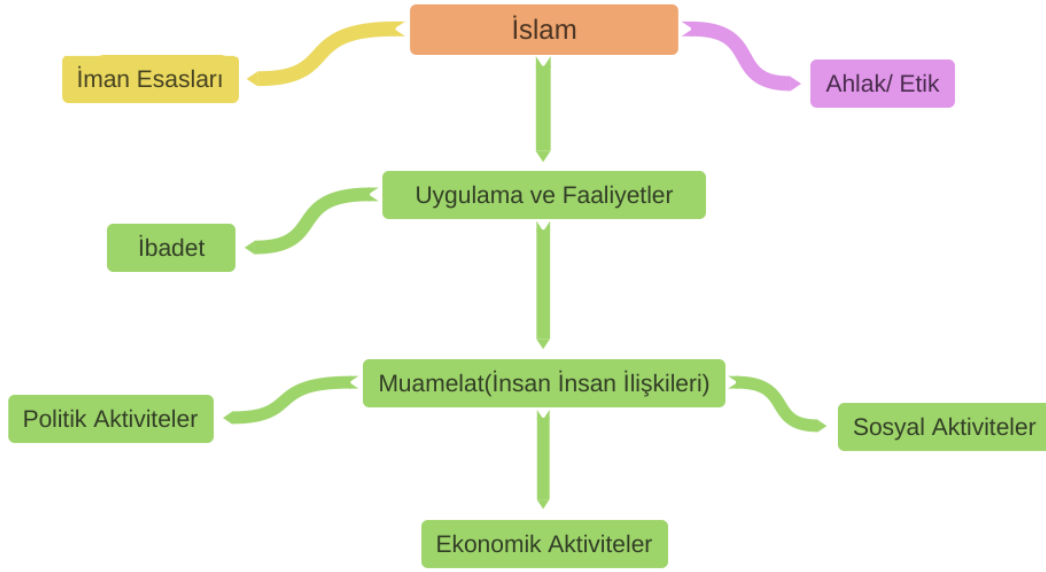 İslam
İman Esasları
Ahlak/ Etik
Uygulama ve Faaliyetler
İbadet
Muamelat(İnsan İnsan İlişkileri)
Politik Aktiviteler
Sosyal Aktiviteler
Ekonomik Aktiviteler